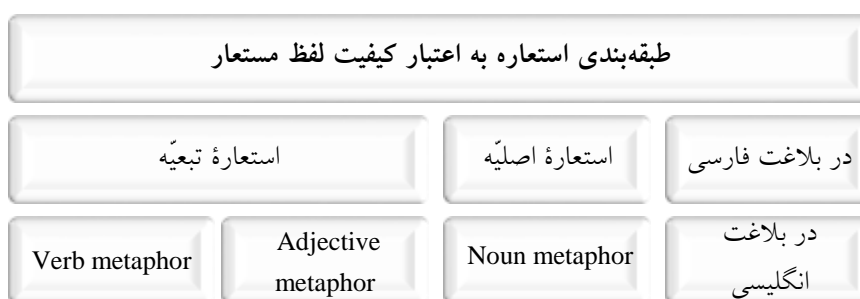 طبقه‌بندی استعاره به اعتبار کیفیت لفظ مستعار
در بلاغت فارسی
استعارهٔ اصلیّه
استعارهٔ تبعیّه
در بلاغت
انگلیسی
Noun metaphor
Adjective
metaphor
Verb metaphor